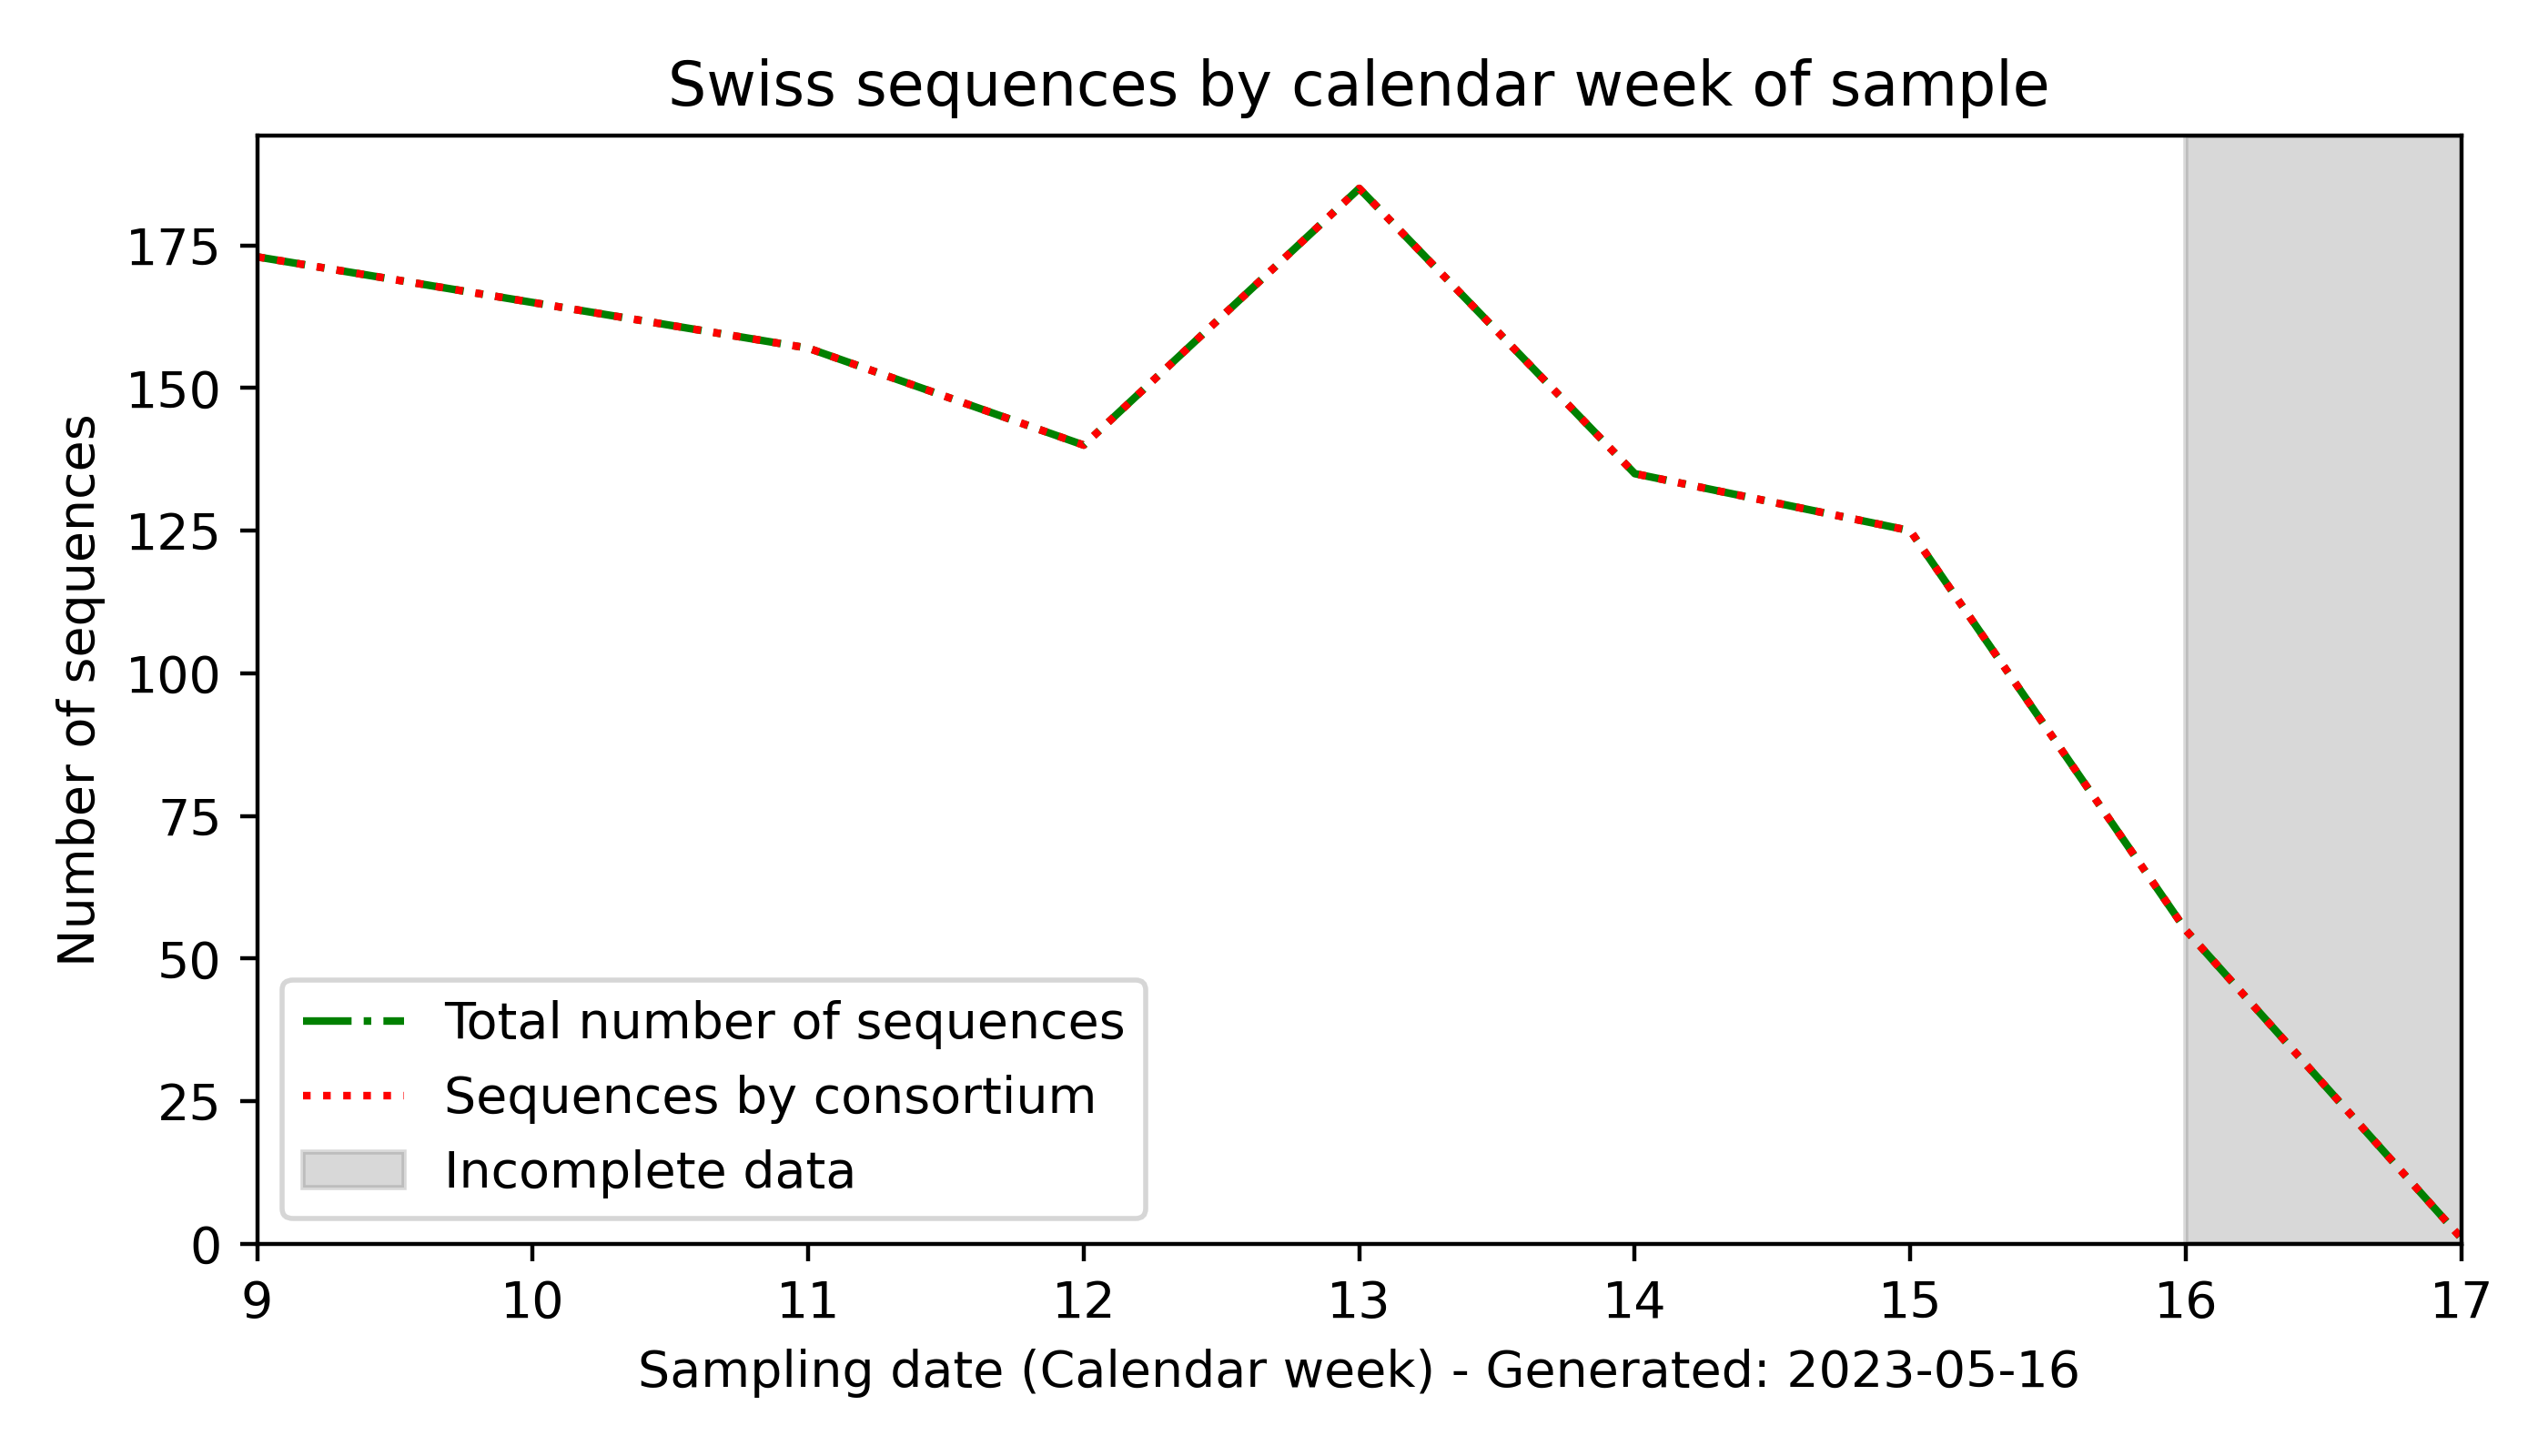 Swiss sequences by calendar week of sample
Number of sequences
175
150
125
100
75
50
25
0
Total number of sequences
Sequences by consortium
Incomplete data
9 10 11 12 13 14 15 16 17
Sampling date (Calendar week) - Generated: 2023-05-16